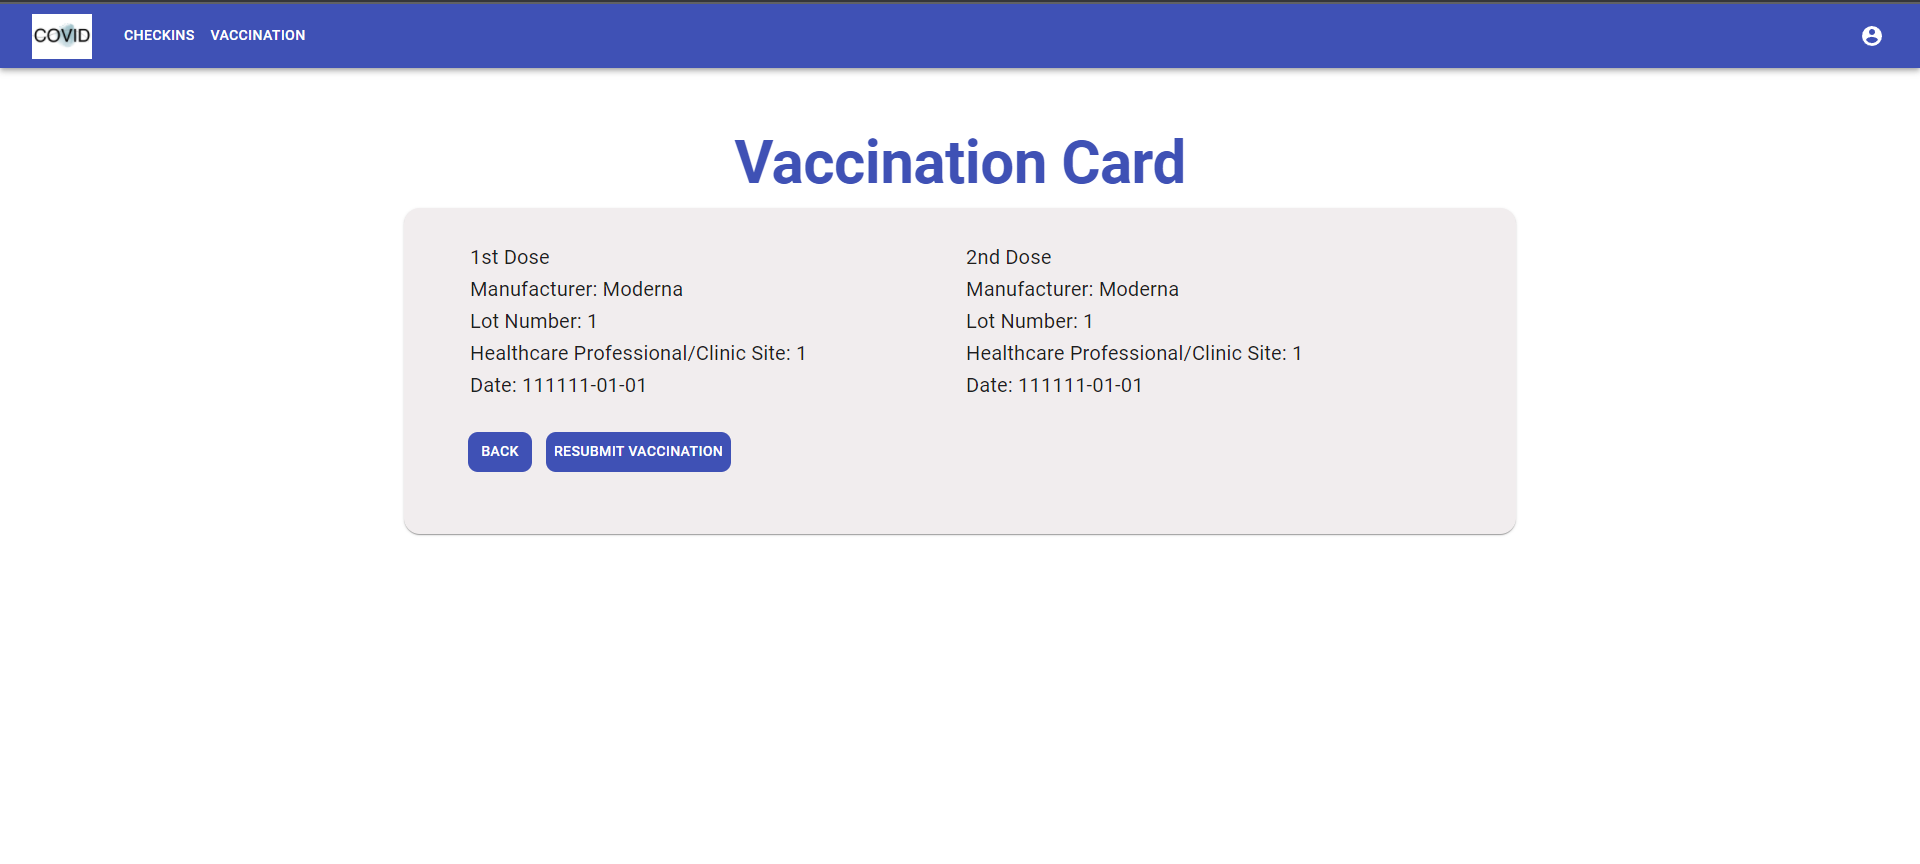 COVID
CHECKINS VACCINATION
Vaccination Card
1st Dose
Manufacturer: Moderna
Lot Number: 1
Healthcare Professional/Clinic Site: 1
Date: 111111-01-01
2nd Dose
Manufacturer: Moderna
Lot Number: 1
Healthcare Professional/Clinic Site: 1
Date: 111111-01-01
BACK RESUBMIT VACCINATION